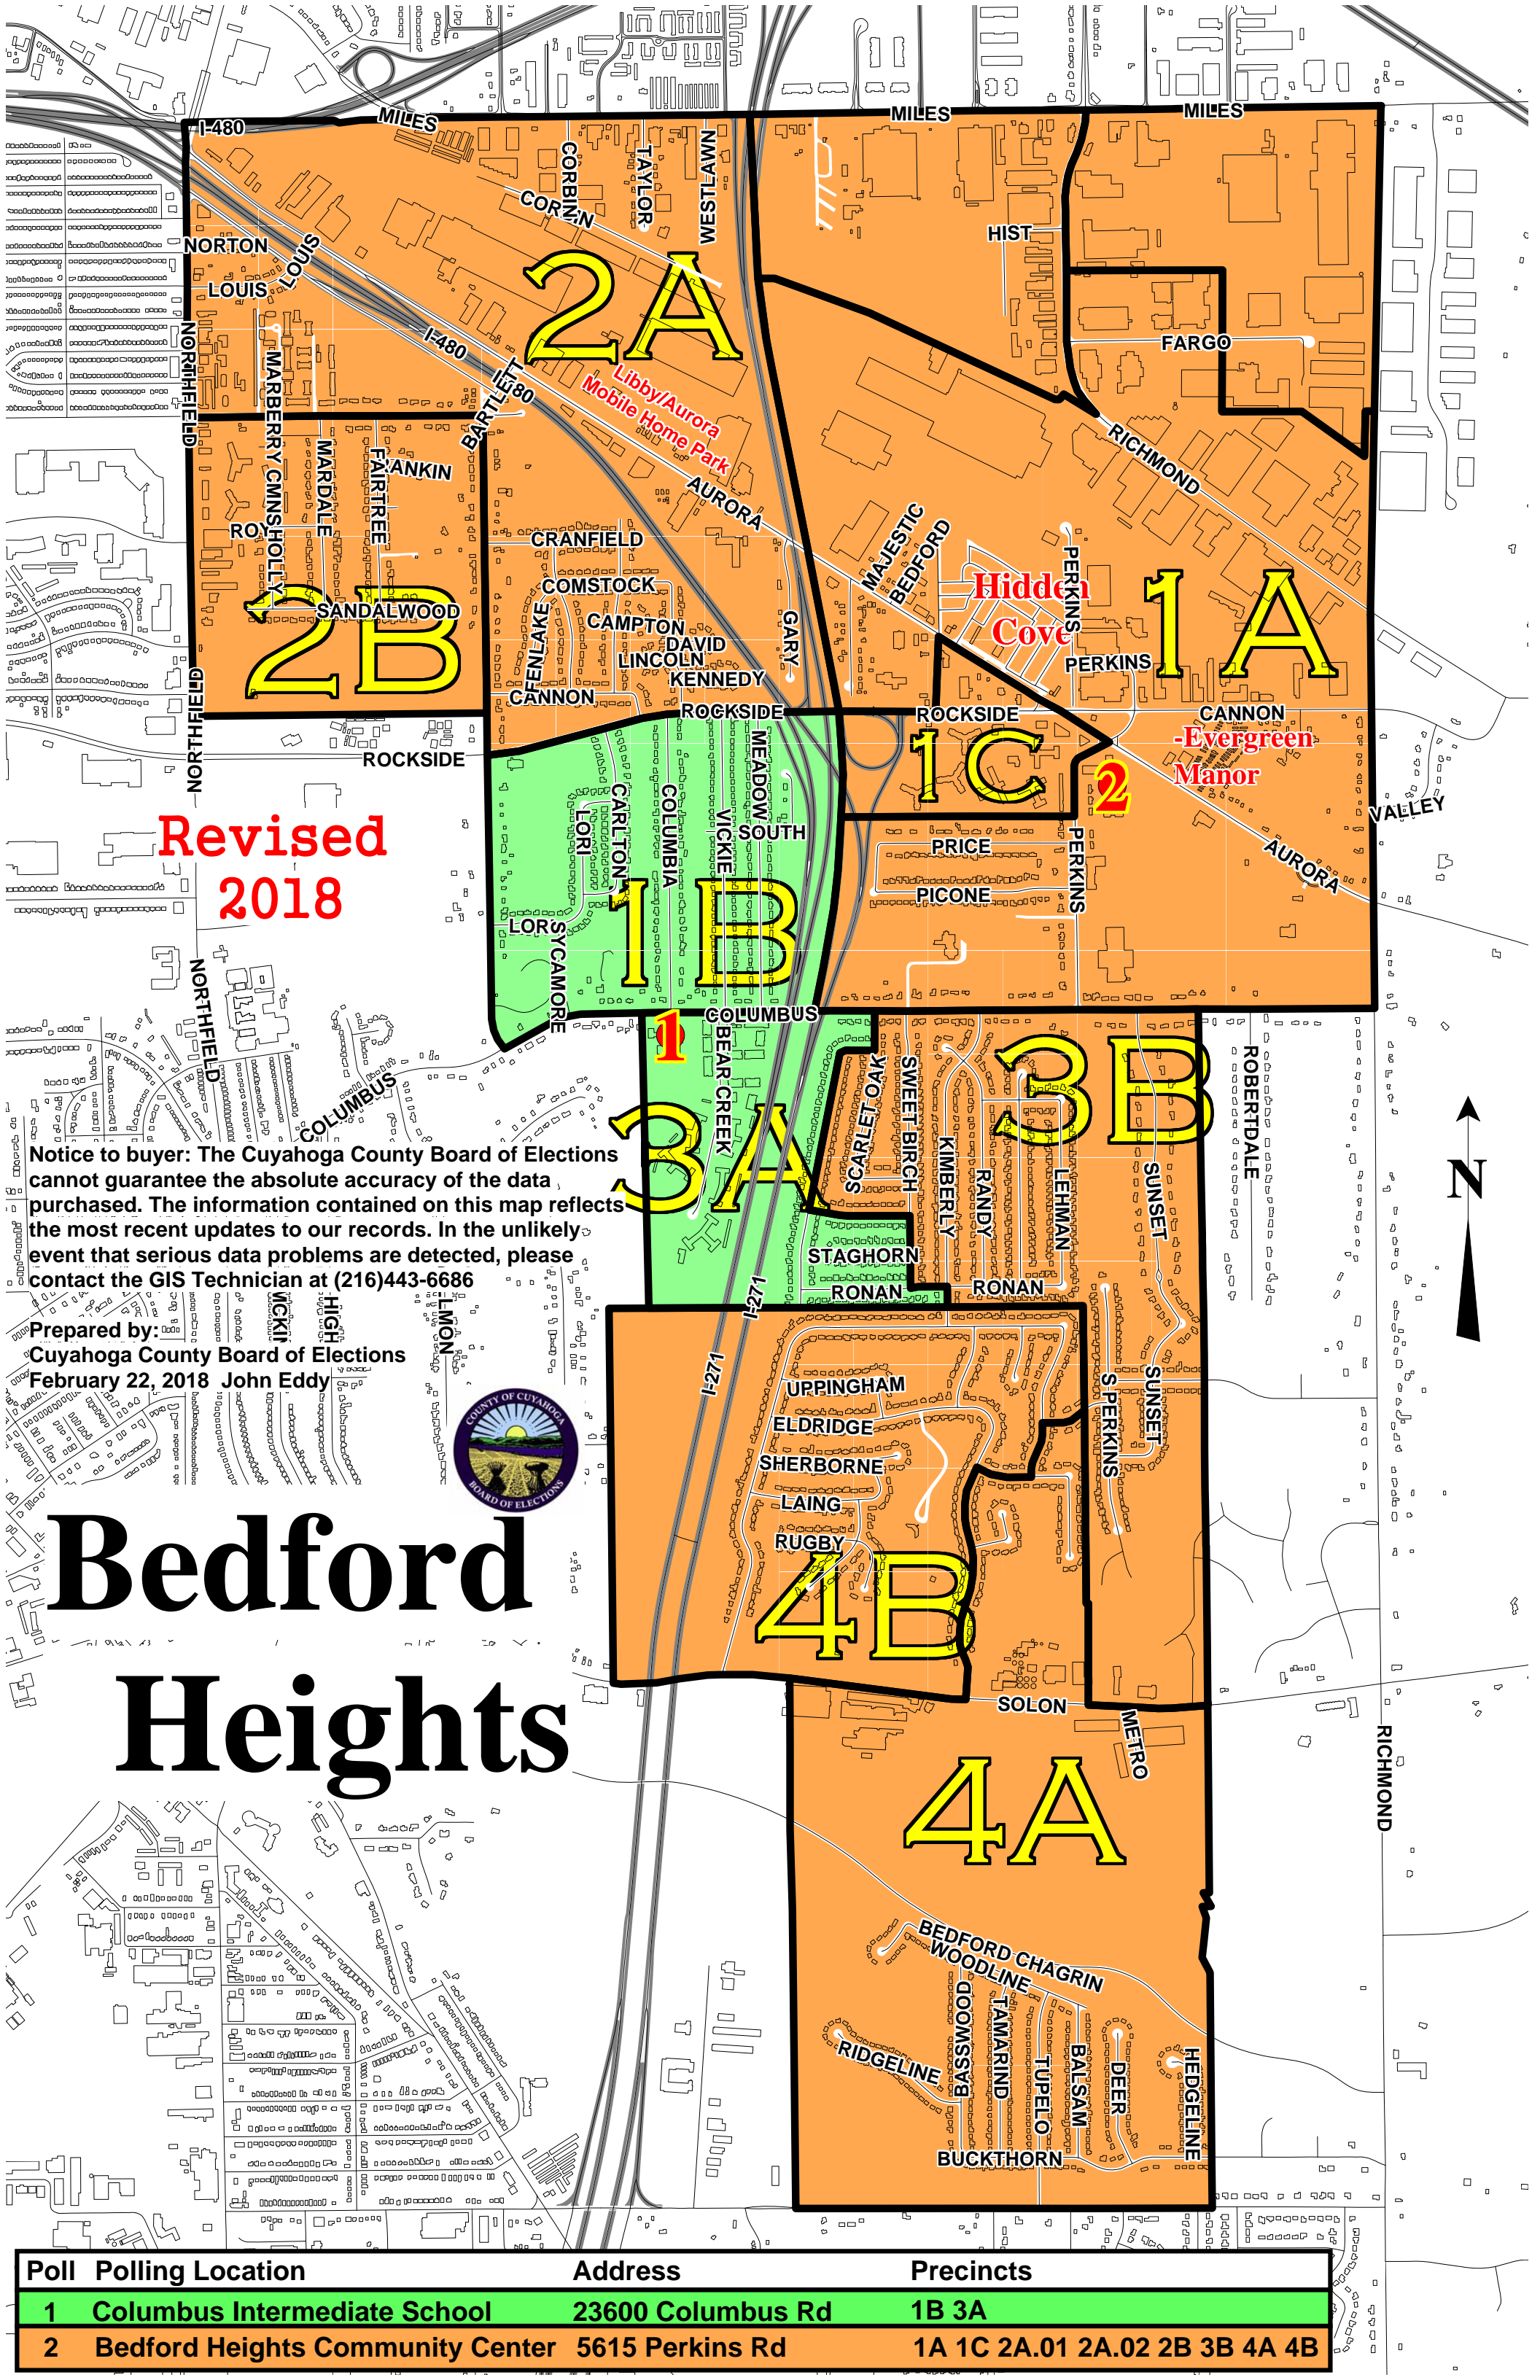 I-480
MILES
MILES
MILES
CORBIN
TAYLOR
WESTLAWN
HIST
NORTON
LOUIS
LOUIS
2A
NORTHFIELD
I-480
I-480
FARGO
MARBERRY CMNS
BARTLETT
Libby/Aurora
Mobile Home Park
RICHMOND
MARDALE
FAIRTREE
AURORA
ROY
HOLLY
CRANFIELD
MAJESTIC
BEDFORD
COMSTOCK
Hidden
Cove
PERKINS
1A
2B
SANDALWOOD
CAMPTON
DAVID
LINCOLN
KENNEDY
GARY
PERKINS
CANNON
ROCKSIDE
ROCKSIDE
CANNON
NORTHFIELD
ROCKSIDE
1C
-Evergreen
Manor
2
VALLEY
Revised
2018
LORI
CARLTON
COLUMBIA
VICKIE
MEADOW
SOUTH
PRICE
PERKINS
AURORA
PICONE
1B
SYCAMORE
NORTHFIELD
COLUMBUS
1
COLUMBUS
BEAR CREEK
3A
SCARLET OAK
SWEET BIRCH
KIMBERLY
RANDY
LEHMAN
3B
SUNSET
ROBERTDALE
N
STAGHORN
RONAN
RONAN
I-271
I-271
Notice to buyer: The Cuyahoga County Board of Elections
cannot guarantee the absolute accuracy of the data
purchased. The information contained on this map reflects
the most recent updates to our records. In the unlikely
event that serious data problems are detected, please
contact the GIS Technician at (216)443-6686
HIGH
Prepared by:
Cuyahoga County Board of Elections
February 22, 2018 John Eddy
COUNTY OF CUYAHOGA
BOARD OF ELECTIONS
UPPINGHAM
ELDRIDGE
SHERBORNE
LAING
RUGBY
S PERKINS
SUNSET
4B
Bedford
Heights
SOLON
METRO
RICHMOND
4A
BEDFORD CHAGRIN
WOODLINE
RIDGELINE
BASSWOOD
TAMARIND
TUPELO
BALSAM
DEER
HEDGELINE
BUCKTHORN
Poll Polling Location Address Precincts
1 Columbus Intermediate School 23600 Columbus Rd 1B 3A
2 Bedford Heights Community Center 5615 Perkins Rd 1A 1C 2A.01 2A.02 2B 3B 4A 4B